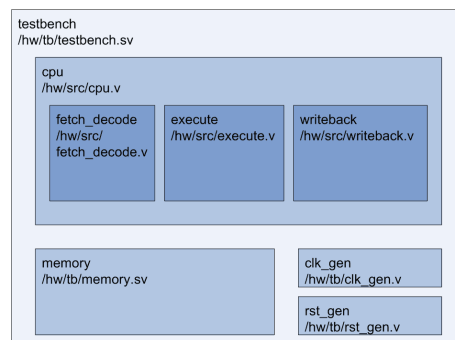 testbench
/hw/tb/testbench.sv
cpu
/hw/src/cpu.v
fetch_decode
/hw/src/
fetch_decode.v
execute
/hw/src/execute.v
writeback
/hw/src/writeback.v
memory
/hw/tb/memory.sv
clk_gen
/hw/tb/clk_gen.v
rst_gen
/hw/tb/rst_gen.v